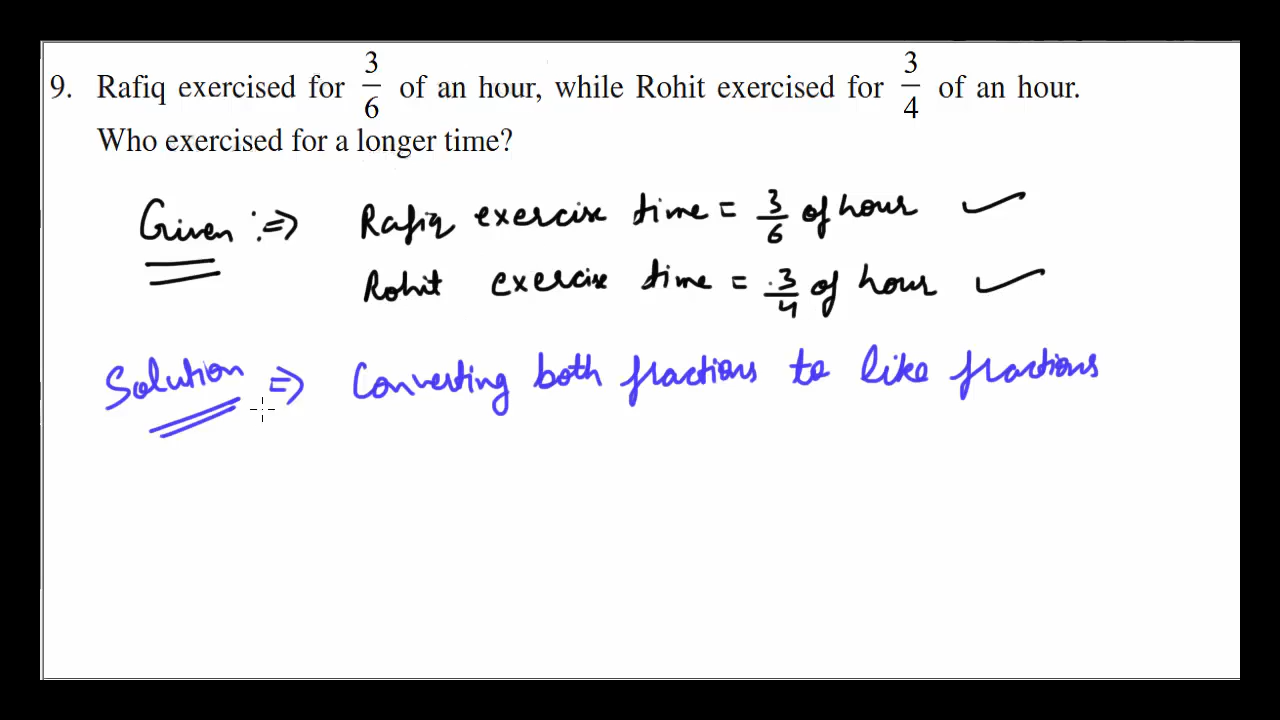 9. Rafiq exercised for 3/6 of an hour, while Rohit exercised for 3/4 of an hour.
Who exercised for a longer time?
Given :⇒ Rafiq exercise time = 3/6 of hour ✓
Rohit exercise time = 3/4 of hour ✓
Solution ⇒ Converting both fractions to like fractions